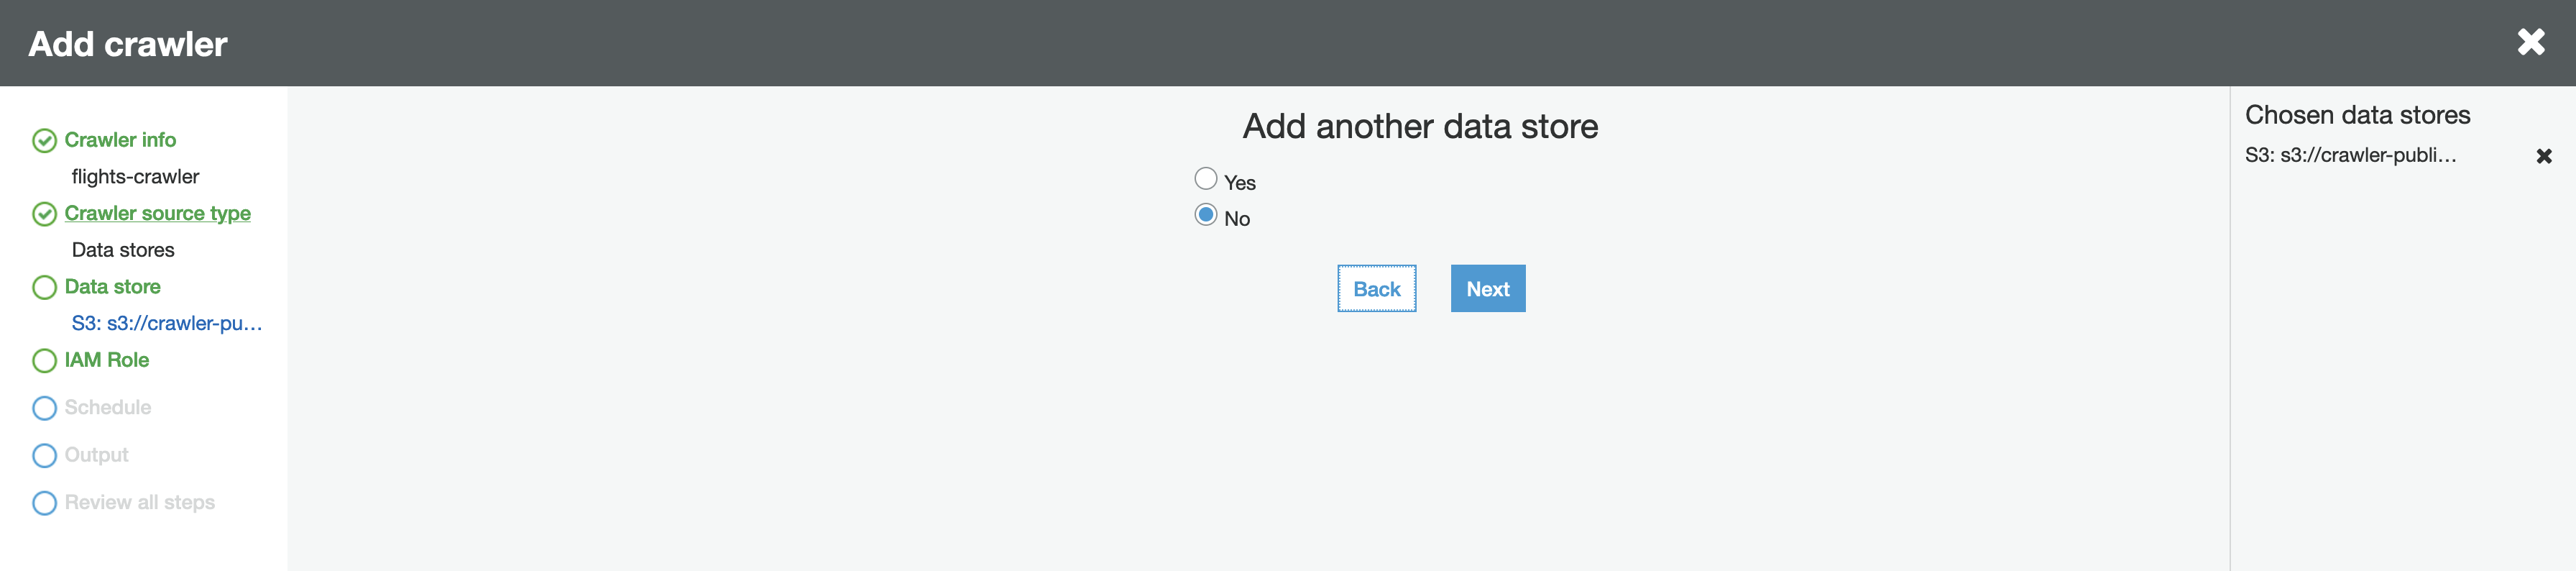 Add crawler
Crawler info
flights-crawler
Crawler source type
Data stores
Data store
S3: s3://crawler-pu...
IAM Role
Schedule
Output
Review all steps
Add another data store
Yes
No
Back
Next
Chosen data stores
S3: s3://crawler-publi...